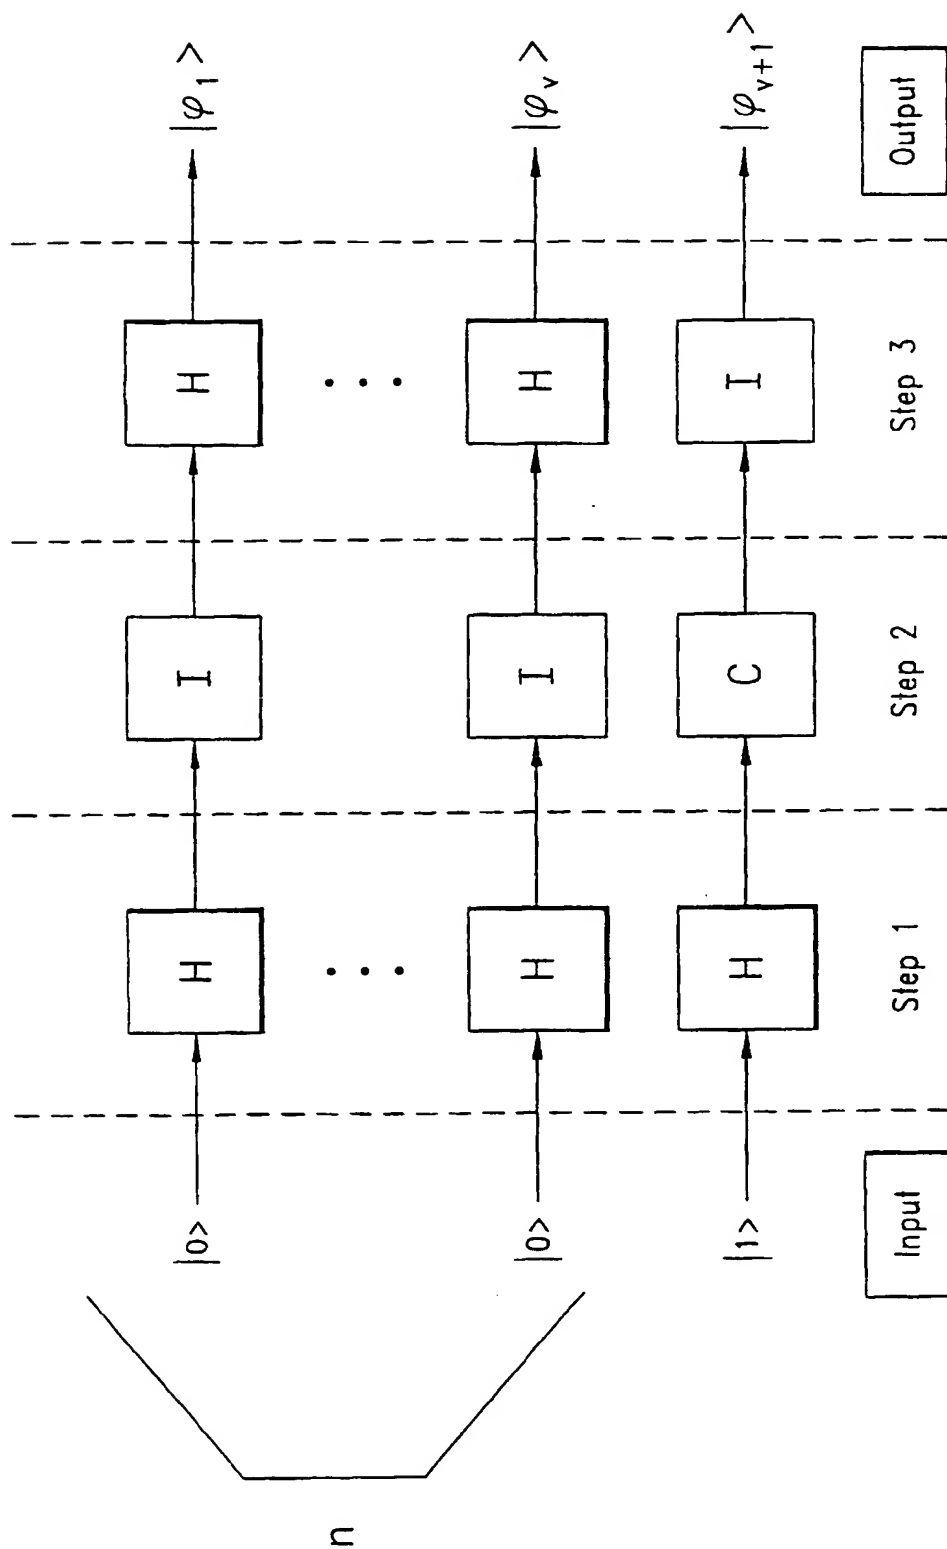 |0> H I H |φ1>
n • • • • • •
|0> H I H |φv>
|1> H C I |φv+1>
Input Step 1 Step 2 Step 3 Output